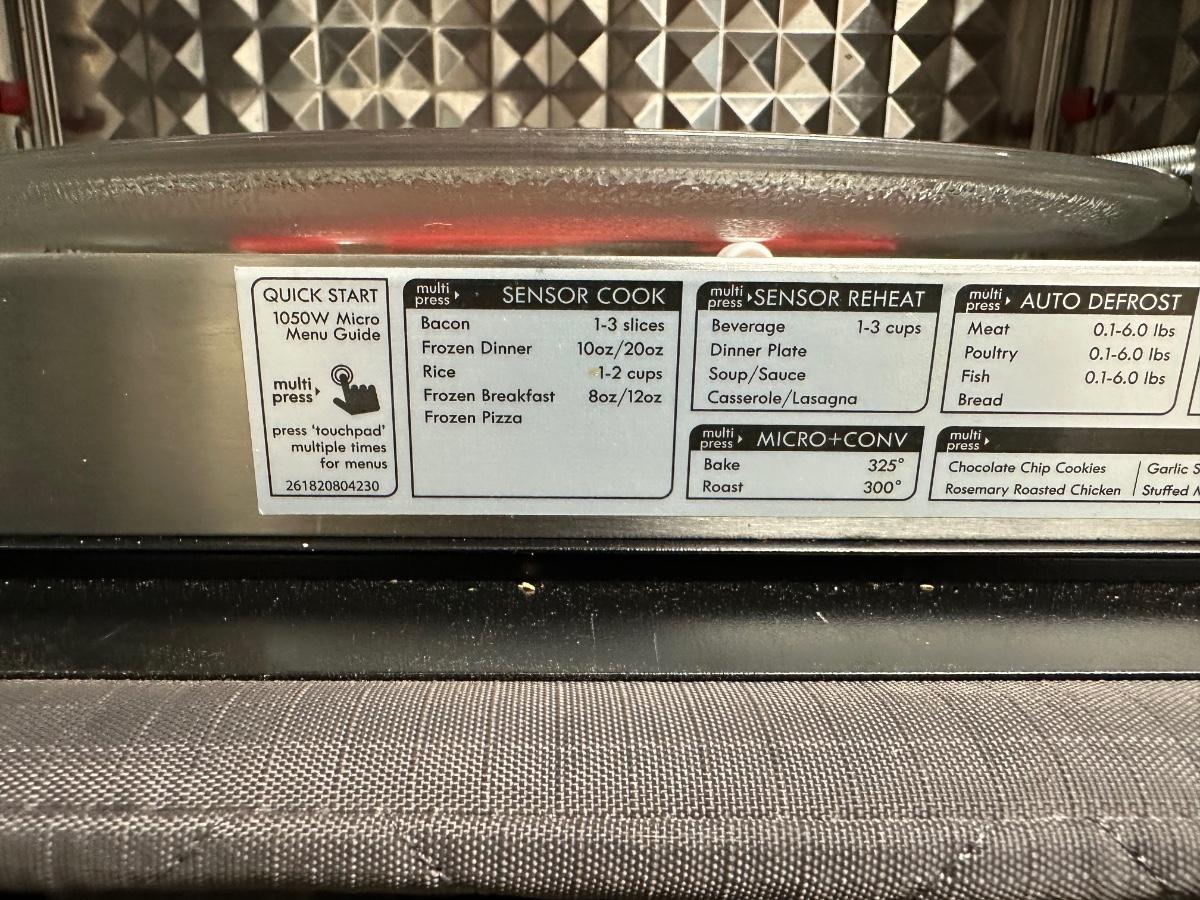 QUICK START
1050W Micro
Menu Guide
multi
press
press 'touchpad'
multiple times
for menus
261820804230
multi
press
SENSOR COOK
Bacon 1-3 slices
Frozen Dinner 10oz/20oz
Rice 1-2 cups
Frozen Breakfast 8oz/12oz
Frozen Pizza
multi
press
SENSOR REHEAT
Beverage 1-3 cups
Dinner Plate
Soup/Sauce
Casserole/Lasagna
multi
press
AUTO DEFROST
Meat 0.1-6.0 lbs
Poultry 0.1-6.0 lbs
Fish 0.1-6.0 lbs
Bread
multi
press
MICRO+CONV
Bake 325°
Roast 300°
multi
press
Chocolate Chip Cookies Garlic
Rosemary Roasted Chicken Stuffed